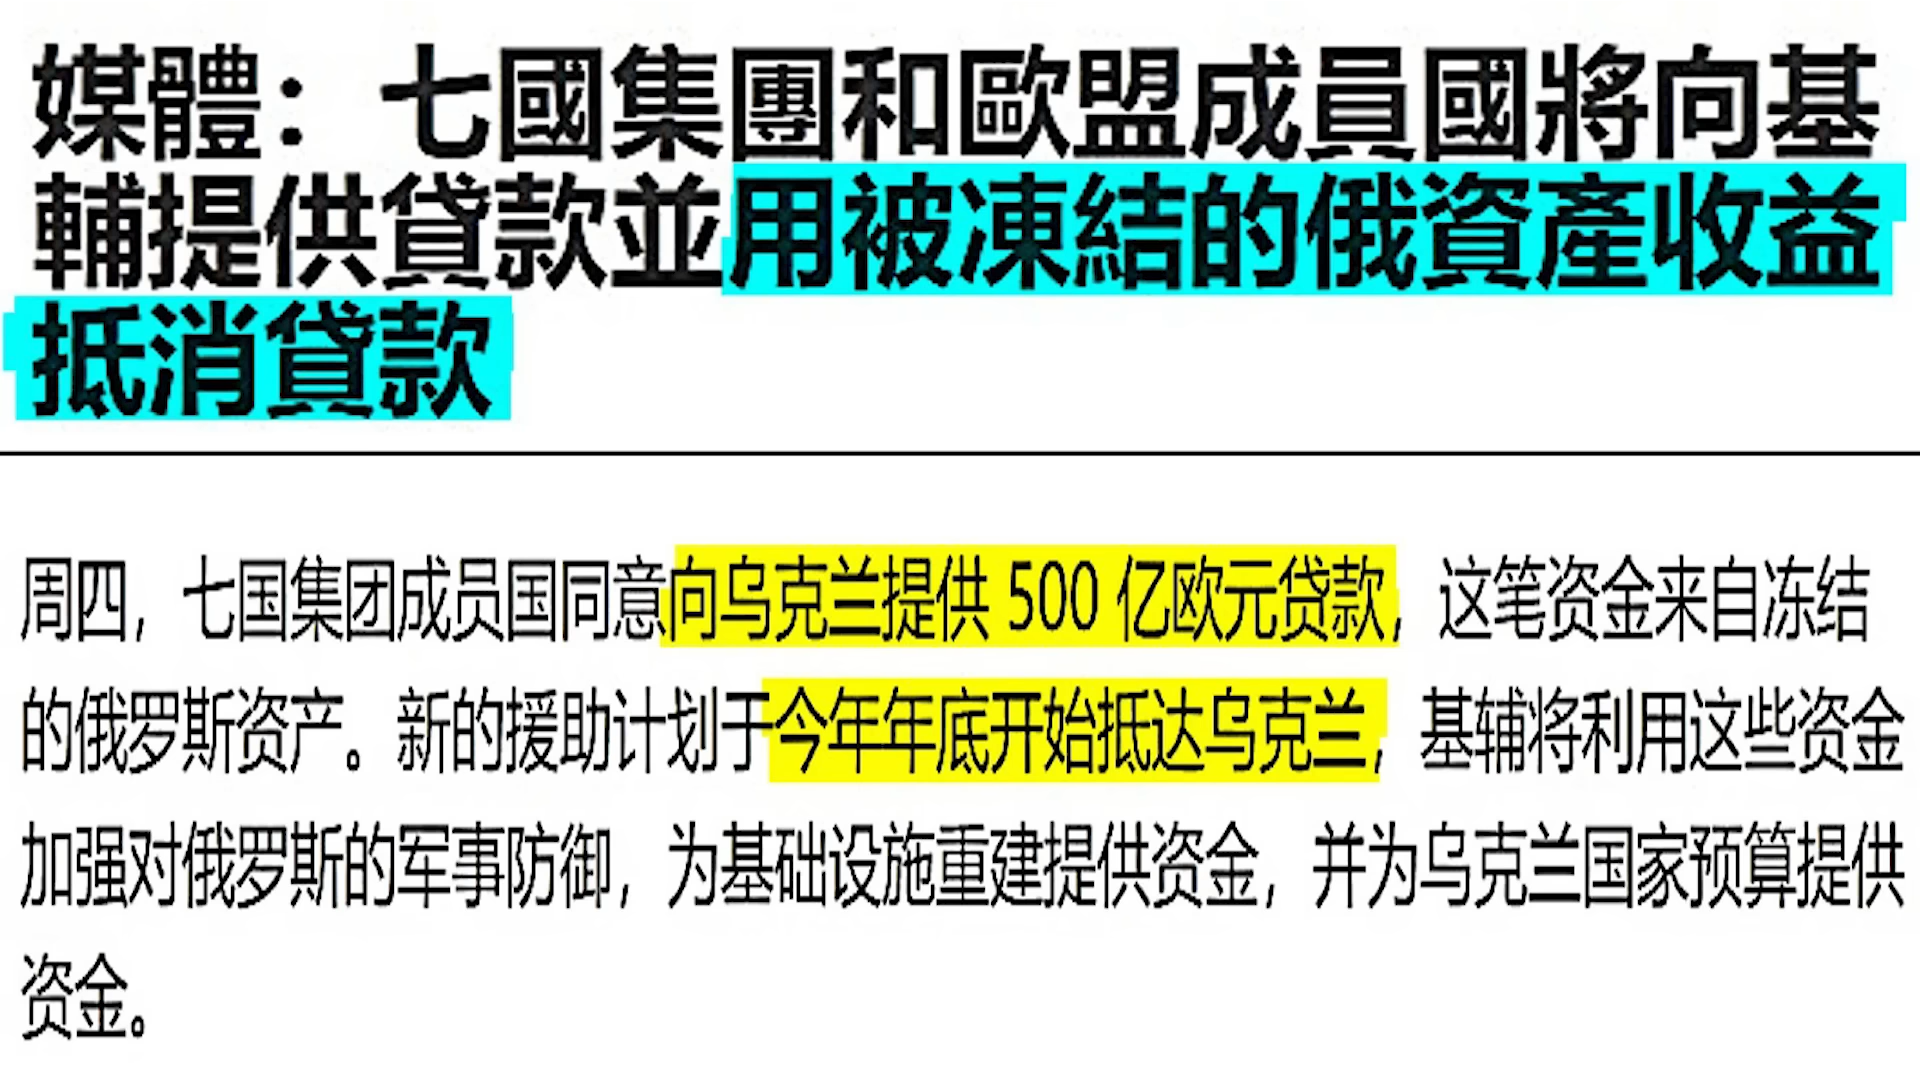 媒體：七國集團和歐盟成員國將向基
輔提供貸款並用被凍結的俄資產收益
抵消貸款
周四，七国集团成员国同意向乌克兰提供 500 亿欧元贷款，这笔资金来自冻结
的俄罗斯资产。新的援助计划于今年年底开始抵达乌克兰，基辅将利用这些资金
加强对俄罗斯的军事防御，为基础设施重建提供资金，并为乌克兰国家预算提供
资金。